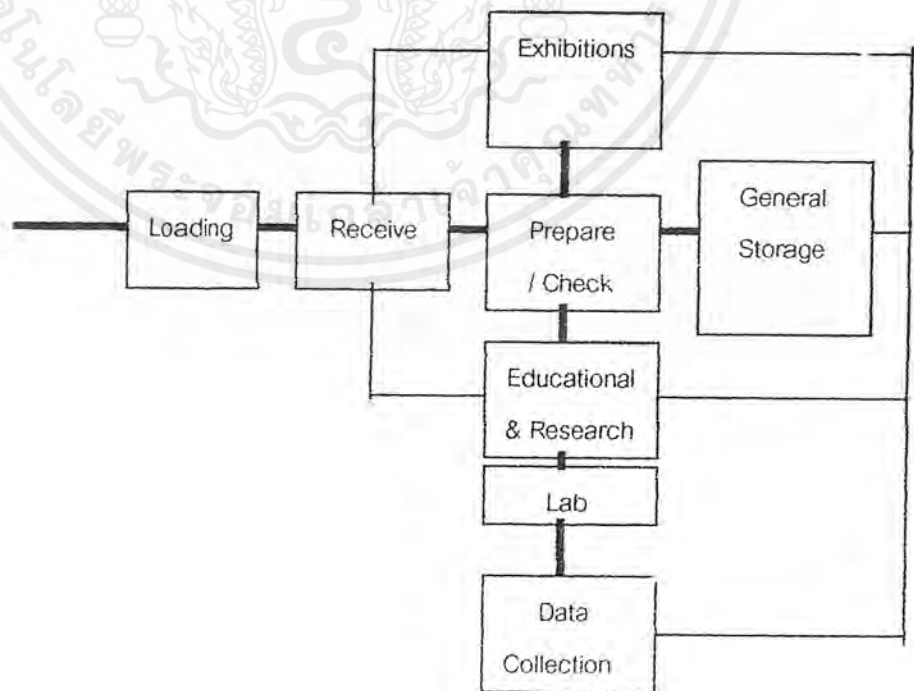 Exhibitions
Loading
Receive
Prepare
/ Check
General
Storage
Educational
& Research
Lab
Data
Collection